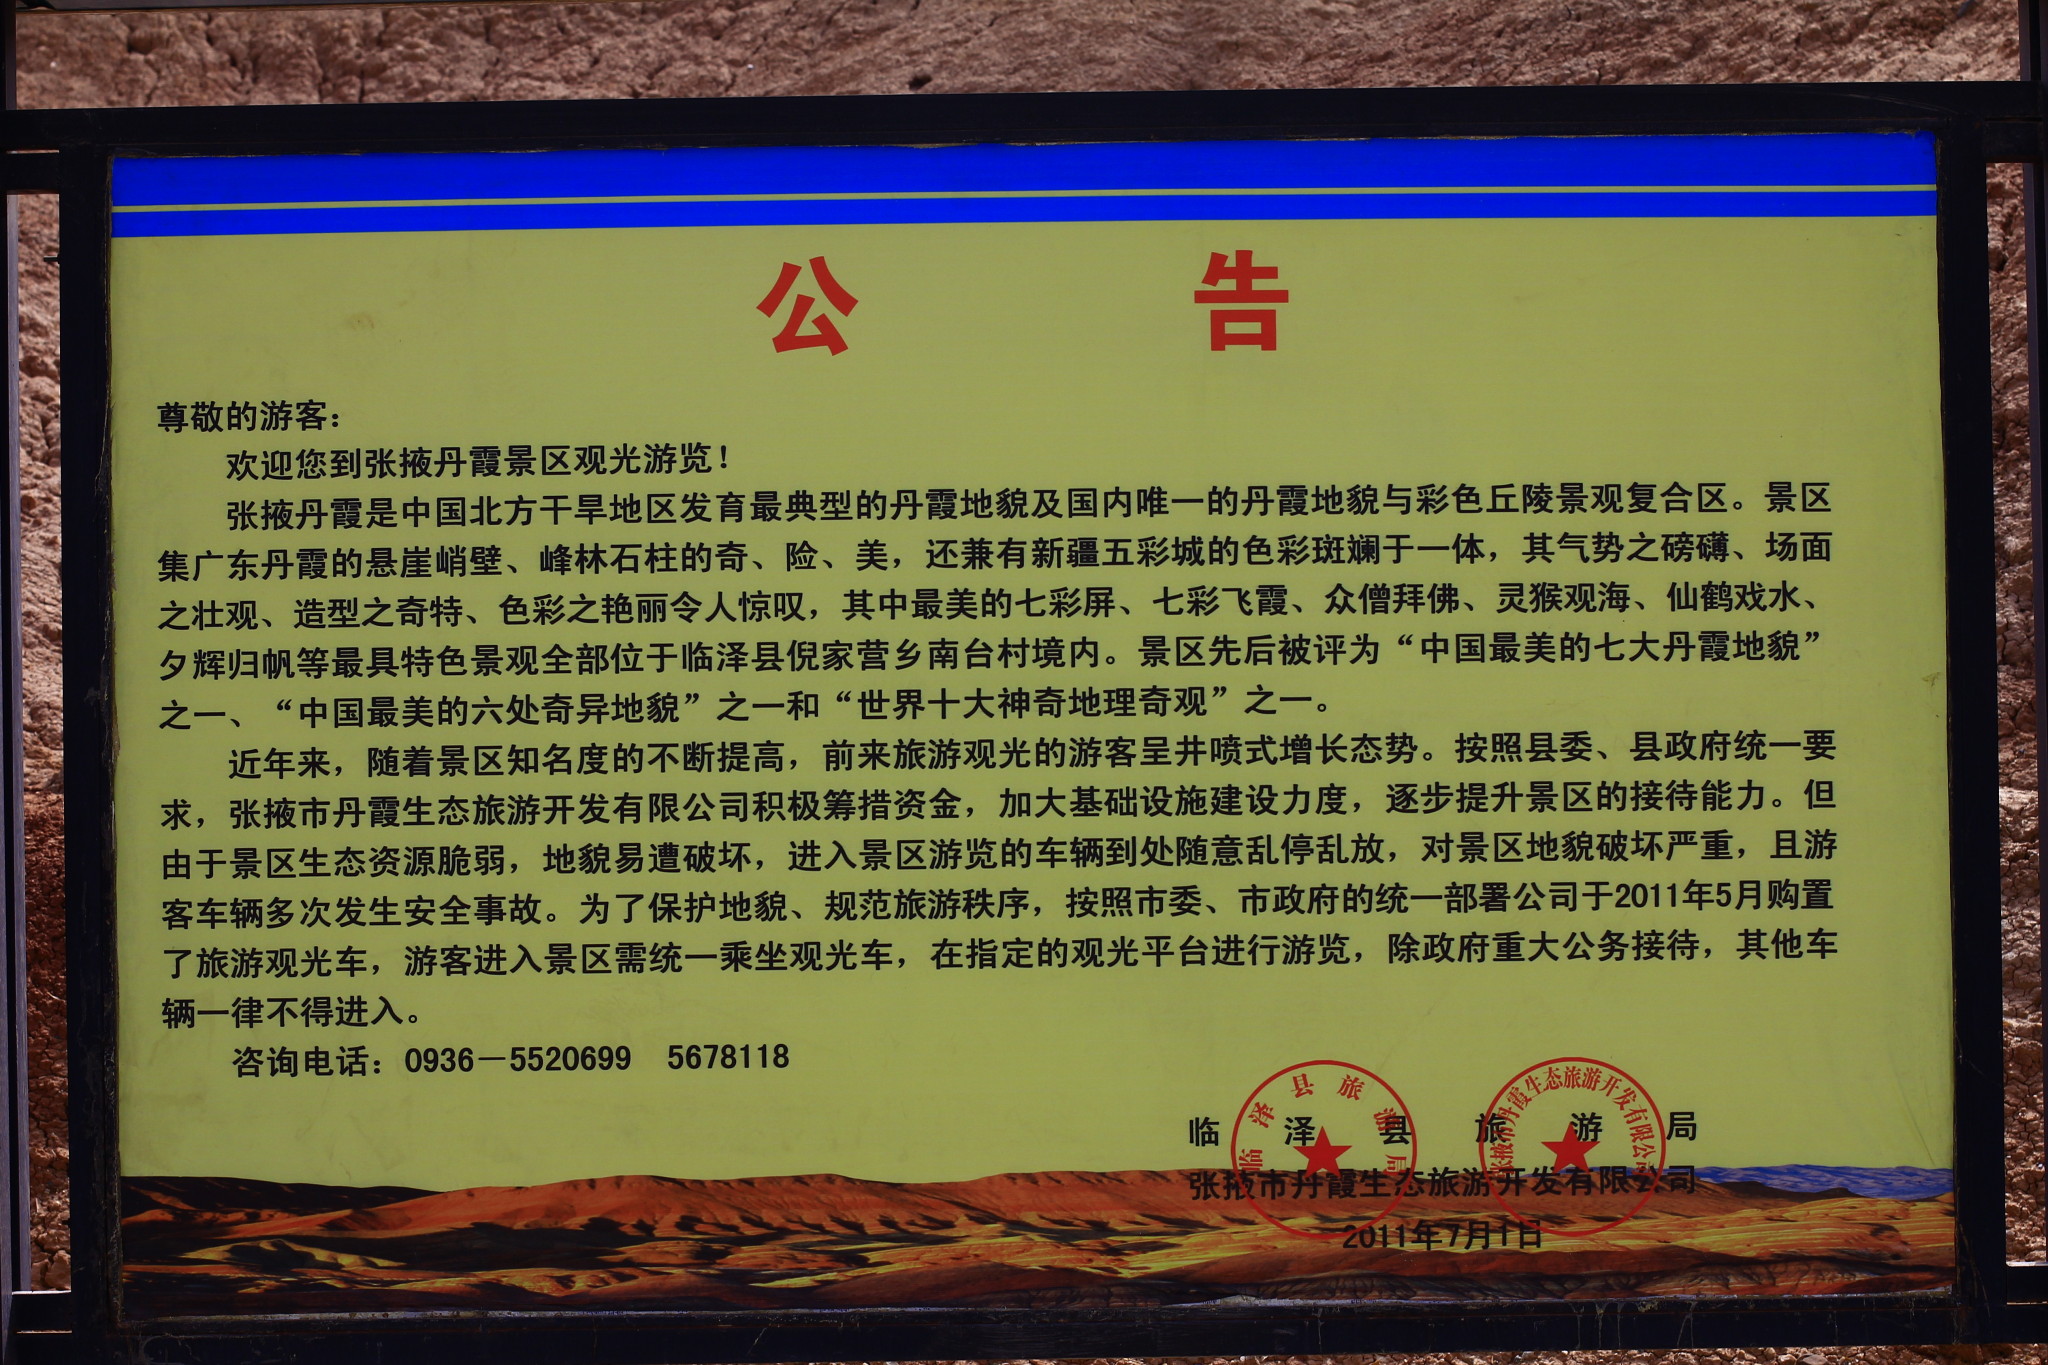 公 告
尊敬的游客：
欢迎您到张掖丹霞景区观光游览！
张掖丹霞是中国北方干旱地区发育最典型的丹霞地貌及国内唯一的丹霞地貌与彩色丘陵景观复合区。景区
集广东丹霞的悬崖峭壁、峰林石柱的奇、险、美，还兼有新疆五彩城的色彩斑斓于一体，其气势之磅礴、场面
之壮观、造型之奇特、色彩之艳丽令人惊叹，其中最美的七彩屏、七彩飞霞、众僧拜佛、灵猴观海、仙鹤戏水、
夕辉归帆等最具特色景观全部位于临泽县倪家营乡南台村境内。景区先后被评为“中国最美的七大丹霞地貌”
之一、“中国最美的六处奇异地貌”之一和“世界十大神奇地理奇观”之一。
近年来，随着景区知名度的不断提高，前来旅游观光的游客呈井喷式增长态势。按照县委、县政府统一要
求，张掖市丹霞生态旅游开发有限公司积极筹措资金，加大基础设施建设力度，逐步提升景区的接待能力。但
由于景区生态资源脆弱，地貌易遭破坏，进入景区游览的车辆到处随意乱停乱放，对景区地貌破坏严重，且游
客车辆多次发生安全事故。为了保护地貌、规范旅游秩序，按照市委、市政府的统一部署公司于2011年5月购置
了旅游观光车，游客进入景区需统一乘坐观光车，在指定的观光平台进行游览，除政府重大公务接待，其他车
辆一律不得进入。
咨询电话：0936－5520699 5678118
临泽县旅游局
张掖市丹霞生态旅游开发有限公司
临 泽 县 旅 游 局
张掖市丹霞生态旅游开发有限公司
2011年7月1日